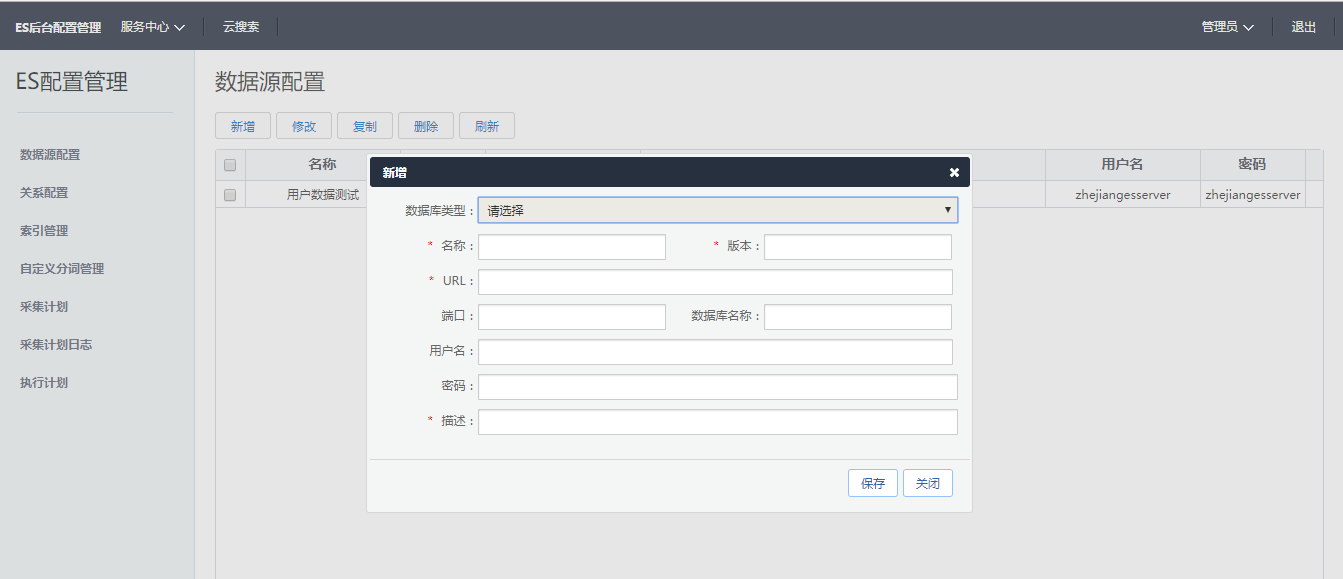 ES后台配置管理 服务中心 云搜索 管理员 退出
ES配置管理
数据源配置
关系配置
索引管理
自定义分词管理
采集计划
采集计划日志
执行计划
数据源配置
新增 修改 复制 删除 刷新
名称 用户名 密码
用户数据测试 zhejiangesserver zhejiangesserver
新增
数据库类型： 请选择
* 名称： * 版本：
* URL：
端口： 数据库名称：
用户名：
密码：
* 描述：
保存 关闭